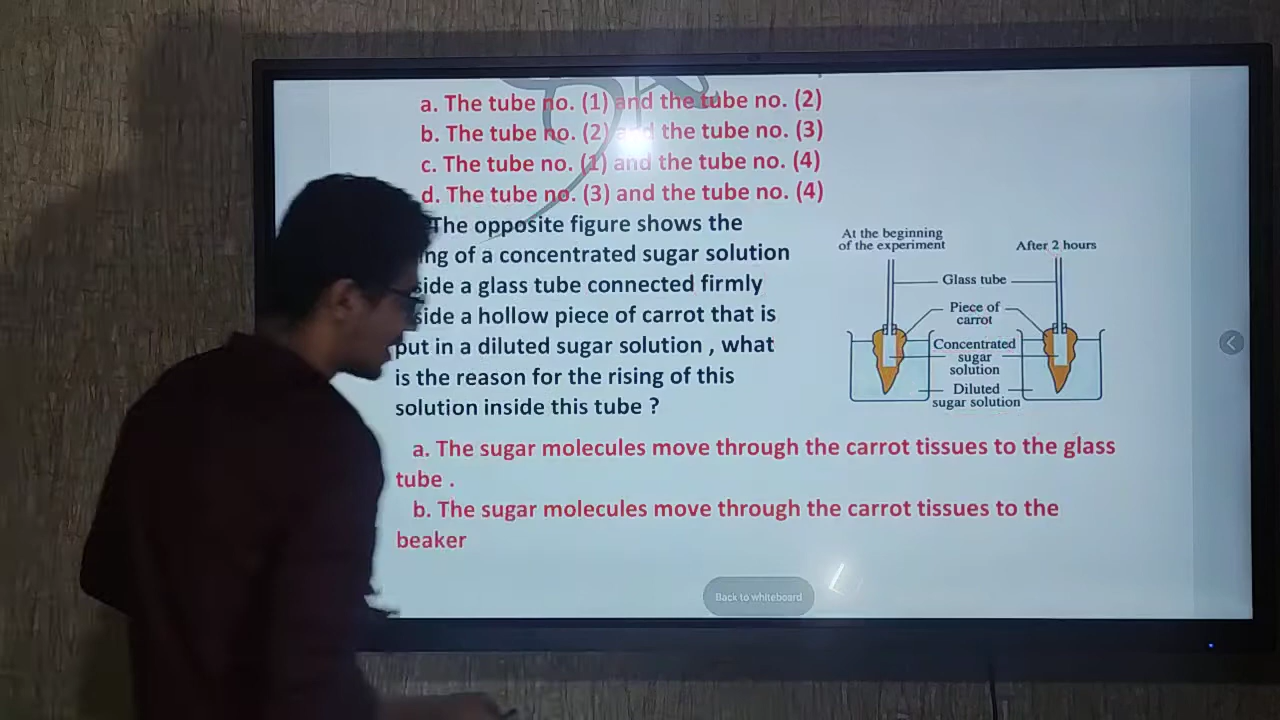 a. The tube no. (1) and the tube no. (2)
b. The tube no. (2) and the tube no. (3)
c. The tube no. (1) and the tube no. (4)
d. The tube no. (3) and the tube no. (4)
The opposite figure shows the
of a concentrated sugar solution
a glass tube connected firmly
a hollow piece of carrot that is
put in a diluted sugar solution , what
is the reason for the rising of this
solution inside this tube ?
At the beginning
of the experiment
After 2 hours
Glass tube
Piece of
carrot
Concentrated
sugar
solution
Diluted
sugar solution
a. The sugar molecules move through the carrot tissues to the glass
tube .
b. The sugar molecules move through the carrot tissues to the
beaker
Back to whiteboard